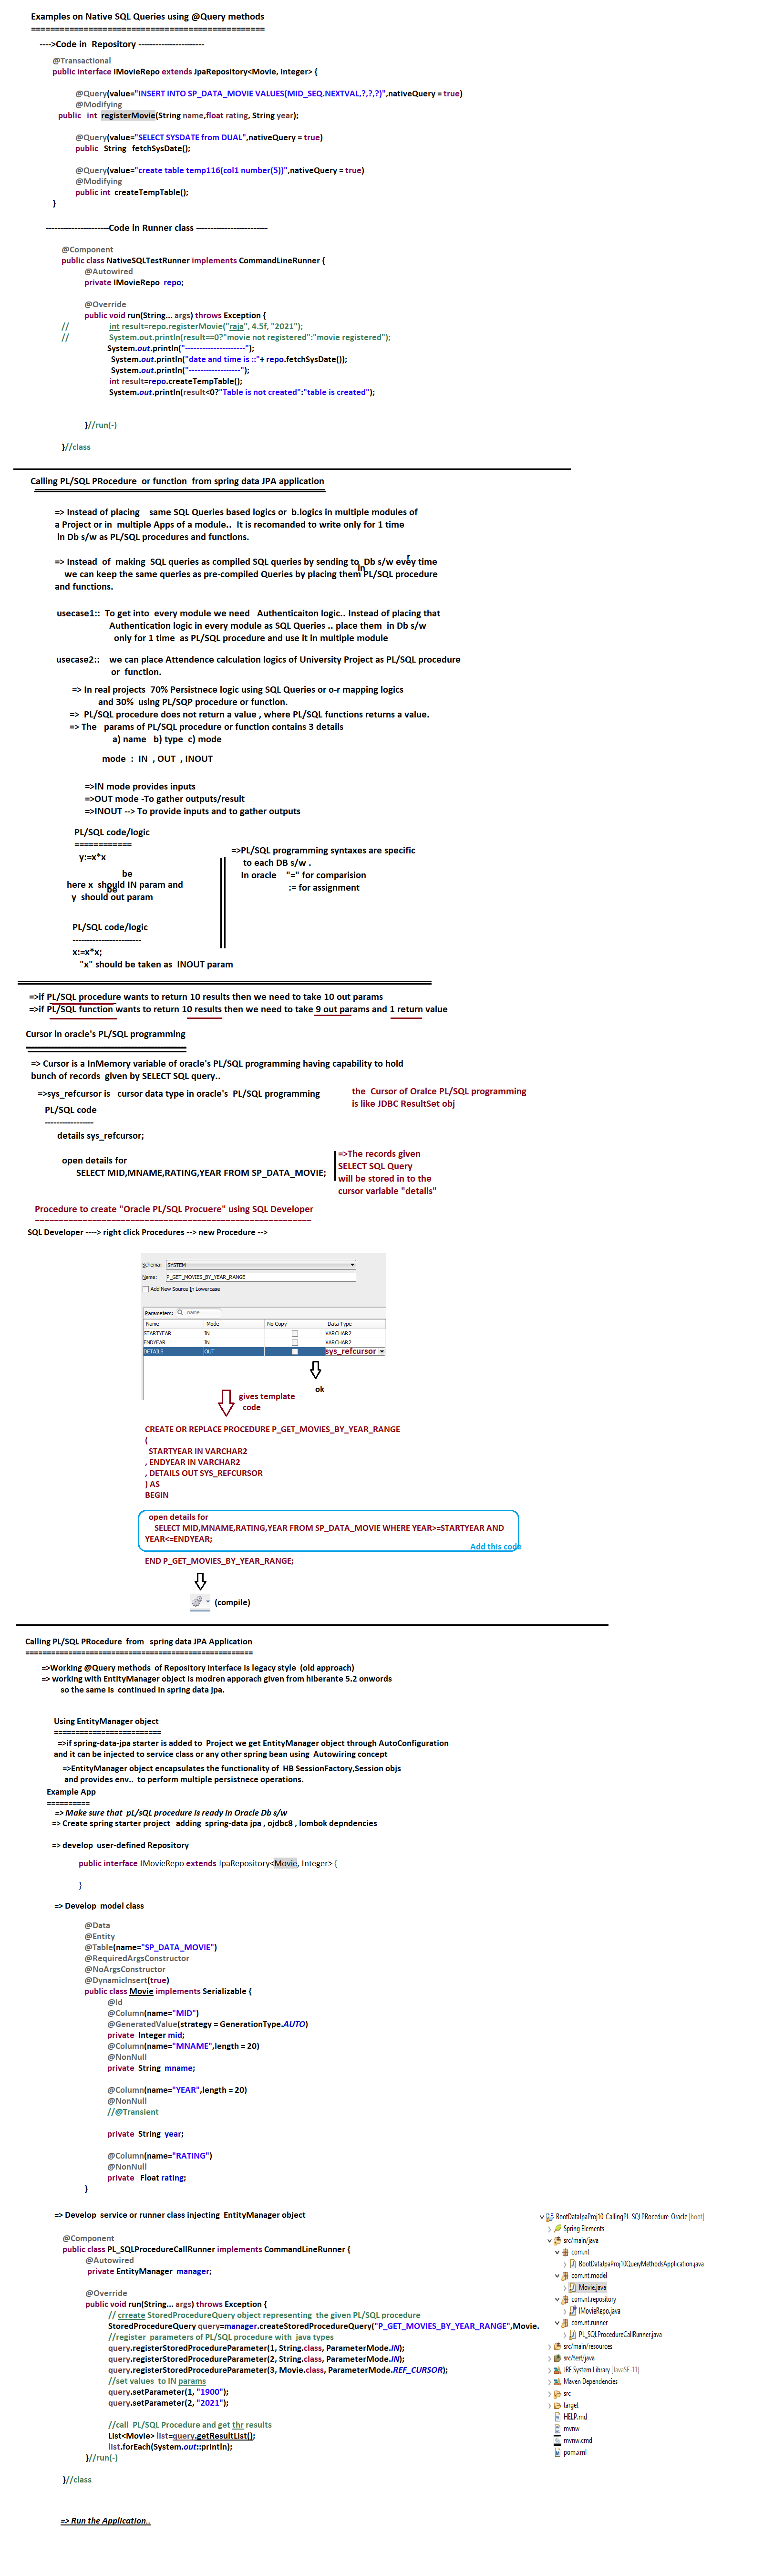 Examples on Native SQL Queries using @Query methods
=================================================
---->Code in  Repository -----------------------
@Transactional
public interface IMovieRepo extends JpaRepository<Movie, Integer> {
@Query(value="INSERT INTO SP_DATA_MOVIE VALUES(MID_SEQ.NEXTVAL,?,?,?)",nativeQuery = true)
@Modifying
public  int  registerMovie(String name,float rating, String year);
@Query(value="SELECT SYSDATE from DUAL",nativeQuery = true)
public  String  fetchSysDate();
@Query(value="create table temp116(col1 number(5))",nativeQuery = true)
@Modifying
public int  createTempTable();
}
----------------------Code in Runner class -------------------------
@Component
public class NativeSQLTestRunner implements CommandLineRunner {
@Autowired
private IMovieRepo  repo;
@Override
public void run(String... args) throws Exception {
//  int result=repo.registerMovie("raja", 4.5f, "2021");
//  System.out.println(result==0?"movie not registered":"movie registered");
System.out.println("---------------------");
System.out.println("date and time is ::"+ repo.fetchSysDate());
System.out.println("------------------");
int result=repo.createTempTable();
System.out.println(result<0?"Table is not created":"table is created");
}//run(-)
}//class
Calling PL/SQL PRocedure  or function  from spring data JPA application
=> Instead of placing   same SQL Queries based logics or  b.logics in multiple modules of
a Project or in  multiple Apps of a module..  It is recomanded to write only for 1 time
in Db s/w as PL/SQL procedures and functions.
=> Instead  of  making  SQL queries as compiled SQL queries by sending to  Db s/w evey time
r
in
we can keep the same queries as pre-compiled Queries by placing them PL/SQL procedure
and functions.
usecase1::  To get into  every module we need   Authenticaiton logic.. Instead of placing that
Authentication logic in every module as SQL Queries .. place them  in Db s/w
only for 1 time  as PL/SQL procedure and use it in multiple module
usecase2::   we can place Attendence calculation logics of University Project as PL/SQL procedure
or  function.
=> In real projects  70% Persistnece logic using SQL Queries or o-r mapping logics
and 30%  using PL/SQP procedure or function.
=>  PL/SQL procedure does not return a value , where PL/SQL functions returns a value.
=> The   params of PL/SQL procedure or function contains 3 details
a) name   b) type  c) mode
mode  :  IN  , OUT  , INOUT
=>IN mode provides inputs
=>OUT mode -To gather outputs/result
=>INOUT --> To provide inputs and to gather outputs
PL/SQL code/logic
============
y:=x*x
be
here x  should IN param and
be
y  should out param
=>PL/SQL programming syntaxes are specific
to each DB s/w .
In oracle    "=" for comparision
:= for assignment
PL/SQL code/logic
------------------------
x:=x*x;
"x" should be taken as  INOUT param
=>if PL/SQL procedure wants to return 10 results then we need to take 10 out params
=>if PL/SQL function wants to return 10 results then we need to take 9 out params and 1 return value
Cursor in oracle's PL/SQL programming
=> Cursor is a InMemory variable of oracle's PL/SQL programming having capability to hold
bunch of records  given by SELECT SQL query..
=>sys_refcursor is   cursor data type in oracle's  PL/SQL programming
the  Cursor of Oralce PL/SQL programming
is like JDBC ResultSet obj
PL/SQL code
-----------------
details sys_refcursor;
open details for
SELECT MID,MNAME,RATING,YEAR FROM SP_DATA_MOVIE;
=>The records given
SELECT SQL Query
will be stored in to the
cursor variable "details"
Procedure to create "Oracle PL/SQL Procuere" using SQL Developer
SQL Developer ----> right click Procedures --> new Procedure -->
Schema: SYSTEM
Name: P_GET_MOVIES_BY_YEAR_RANGE
Add New Source In Lowercase
Parameters: name
Name Mode No Copy Data Type
STARTYEAR IN VARCHAR2
ENDYEAR IN VARCHAR2
DETAILS OUT sys_refcursor
ok
gives template
code
CREATE OR REPLACE PROCEDURE P_GET_MOVIES_BY_YEAR_RANGE
(
STARTYEAR IN VARCHAR2
, ENDYEAR IN VARCHAR2
, DETAILS OUT SYS_REFCURSOR
) AS
BEGIN
open details for
SELECT MID,MNAME,RATING,YEAR FROM SP_DATA_MOVIE WHERE YEAR>=STARTYEAR AND
YEAR<=ENDYEAR;
Add this code
END P_GET_MOVIES_BY_YEAR_RANGE;
(compile)
Calling PL/SQL PRocedure  from   spring data JPA Application
=====================================================
=>Working @Query methods  of Repository Interface is legacy style  (old approach)
=> working with EntityManager object is modren apporach given from hiberante 5.2 onwords
so the same is  continued in spring data jpa.
Using EntityManager object
=========================
=>if spring-data-jpa starter is added to  Project we get EntityManager object through AutoConfiguration
and it can be injected to service class or any other spring bean using  Autowiring concept
=>EntityManager object encapsulates the functionality of  HB SessionFactory,Session objs
and provides env..  to perform multiple persistnece operations.
Example App
==========
=> Make sure that  pL/sQL procedure is ready in Oracle Db s/w
=> Create spring starter project   adding  spring-data jpa , ojdbc8 , lombok depndencies
=> develop  user-defined Repository
public interface IMovieRepo extends JpaRepository<Movie, Integer> {
}
=> Develop  model class
@Data
@Entity
@Table(name="SP_DATA_MOVIE")
@RequiredArgsConstructor
@NoArgsConstructor
@DynamicInsert(true)
public class Movie implements Serializable {
@Id
@Column(name="MID")
@GeneratedValue(strategy = GenerationType.AUTO)
private  Integer mid;
@Column(name="MNAME",length = 20)
@NonNull
private  String  mname;
@Column(name="YEAR",length = 20)
@NonNull
//@Transient
private  String  year;
@Column(name="RATING")
@NonNull
private   Float rating;
}
=> Develop  service or runner class injecting  EntityManager object
@Component
public class PL_SQLProcedureCallRunner implements CommandLineRunner {
@Autowired
private EntityManager  manager;
@Override
public void run(String... args) throws Exception {
// crreate StoredProcedureQuery object representing  the given PL/SQL procedure
StoredProcedureQuery query=manager.createStoredProcedureQuery("P_GET_MOVIES_BY_YEAR_RANGE",Movie.
//register  parameters of PL/SQL procedure with  java types
query.registerStoredProcedureParameter(1, String.class, ParameterMode.IN);
query.registerStoredProcedureParameter(2, String.class, ParameterMode.IN);
query.registerStoredProcedureParameter(3, Movie.class, ParameterMode.REF_CURSOR);
//set values  to IN params
query.setParameter(1, "1900");
query.setParameter(2, "2021");
//call  PL/SQL Procedure and get thr results
List<Movie> list=query.getResultList();
list.forEach(System.out::println);
}//run(-)
}//class
BootDataJpaProj10-CallingPL-SQLPRocedure-Oracle [boot]
Spring Elements
src/main/java
com.nt
BootDataJpaProj10QueryMethodsApplication.java
com.nt.model
Movie.java
com.nt.repository
IMovieRepo.java
com.nt.runner
PL_SQLProcedureCallRunner.java
src/main/resources
src/test/java
JRE System Library [JavaSE-11]
Maven Dependencies
src
target
HELP.md
mvnw
mvnw.cmd
pom.xml
=> Run the Application..